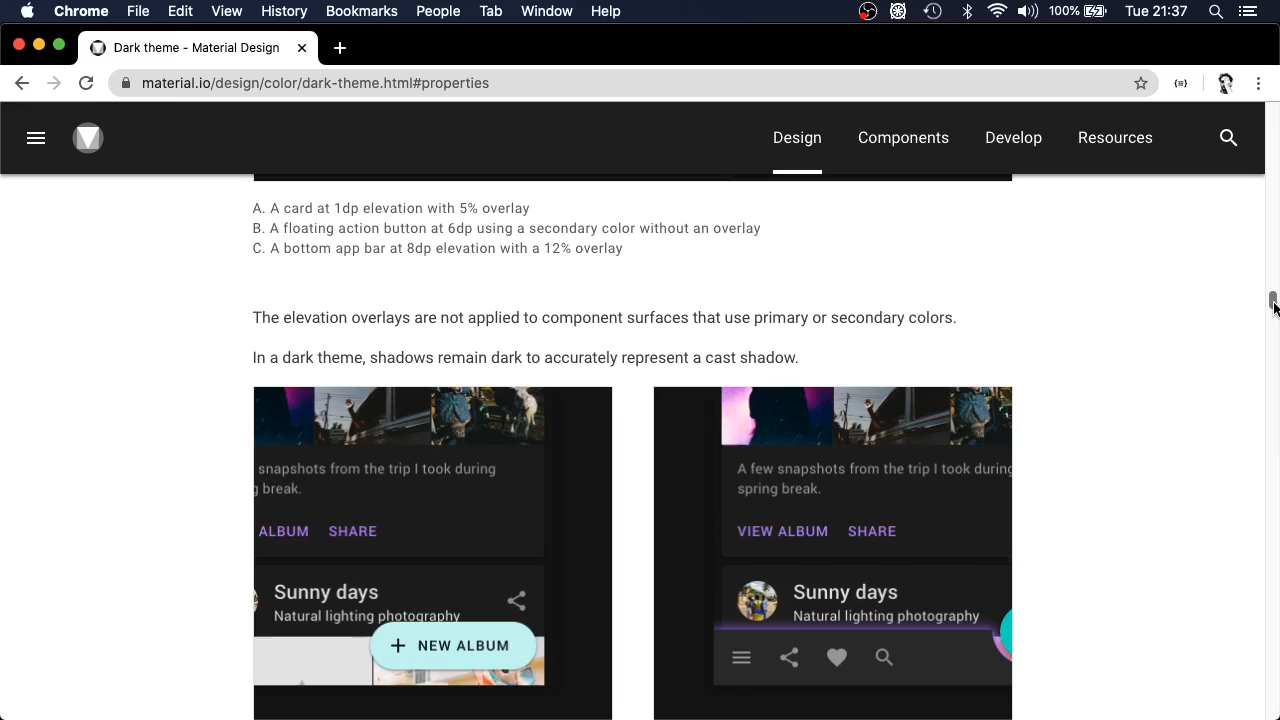 Chrome File Edit View History Bookmarks People Tab Window Help 100% Tue 21:37
Dark theme - Material Design
material.io/design/color/dark-theme.html#properties
Design Components Develop Resources
A. A card at 1dp elevation with 5% overlay
B. A floating action button at 6dp using a secondary color without an overlay
C. A bottom app bar at 8dp elevation with a 12% overlay
The elevation overlays are not applied to component surfaces that use primary or secondary colors.
In a dark theme, shadows remain dark to accurately represent a cast shadow.
snapshots from the trip I took during
g break.
ALBUM SHARE
Sunny days
Natural lighting photography
+ NEW ALBUM
A few snapshots from the trip I took during
spring break.
VIEW ALBUM SHARE
Sunny days
Natural lighting photography